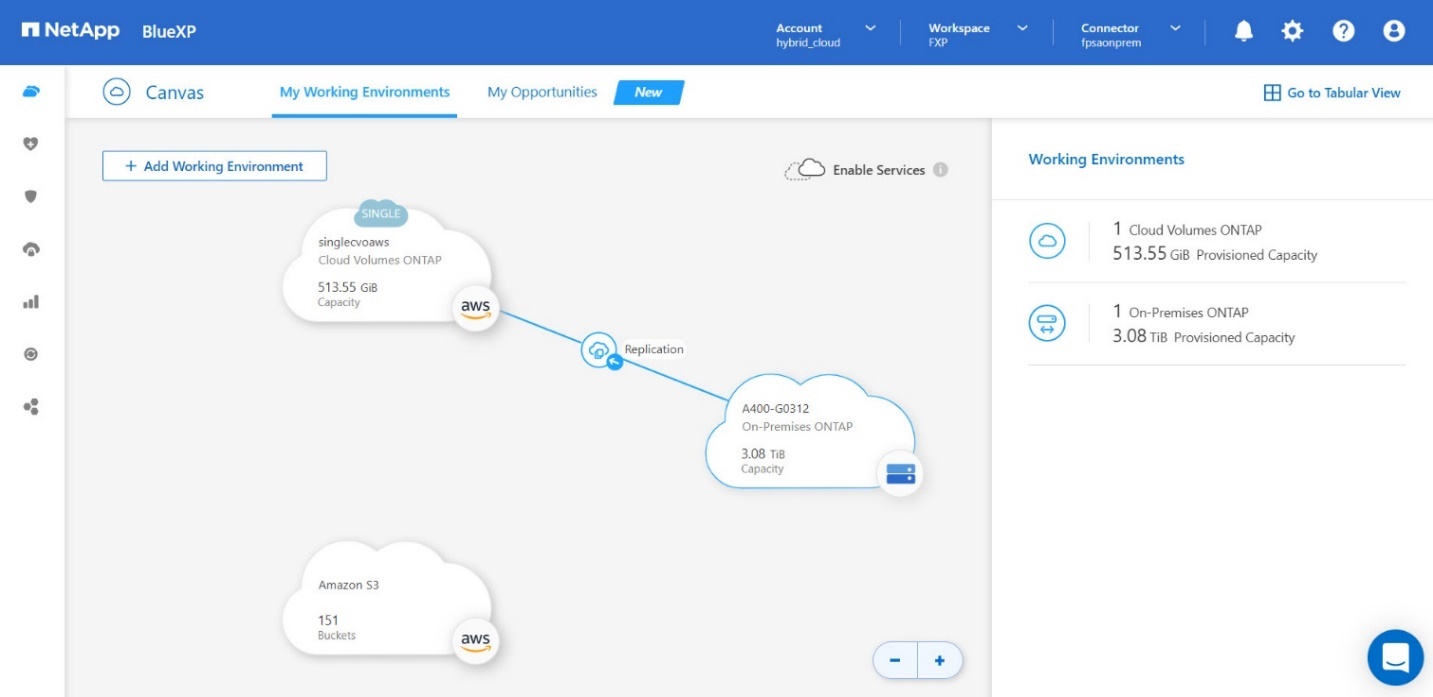 NetApp BlueXP
Account
hybrid_cloud
Workspace
FXP
Connector
fpsaonprem
Canvas
My Working Environments
My Opportunities
New
Go to Tabular View
+ Add Working Environment
Enable Services
SINGLE
singlecvoaws
Cloud Volumes ONTAP
513.55 GiB
Capacity
aws
Replication
A400-G0312
On-Premises ONTAP
3.08 TiB
Capacity
Amazon S3
151
Buckets
aws
Working Environments
1 Cloud Volumes ONTAP
513.55 GiB Provisioned Capacity
1 On-Premises ONTAP
3.08 TiB Provisioned Capacity